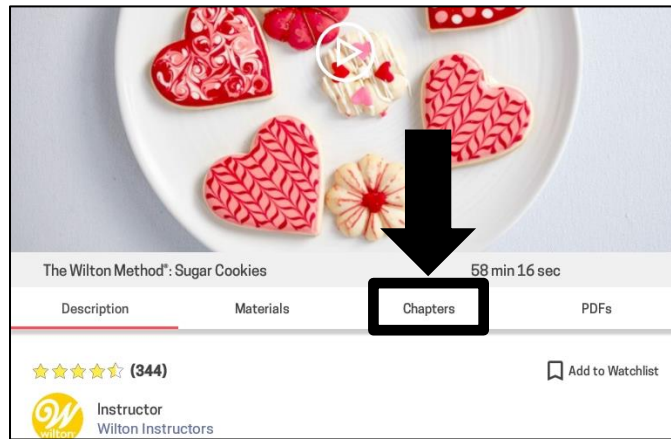 The Wilton Method®: Sugar Cookies 58 min 16 sec
Description Materials Chapters PDFs
(344) Add to Watchlist
W
wilton
Instructor
Wilton Instructors